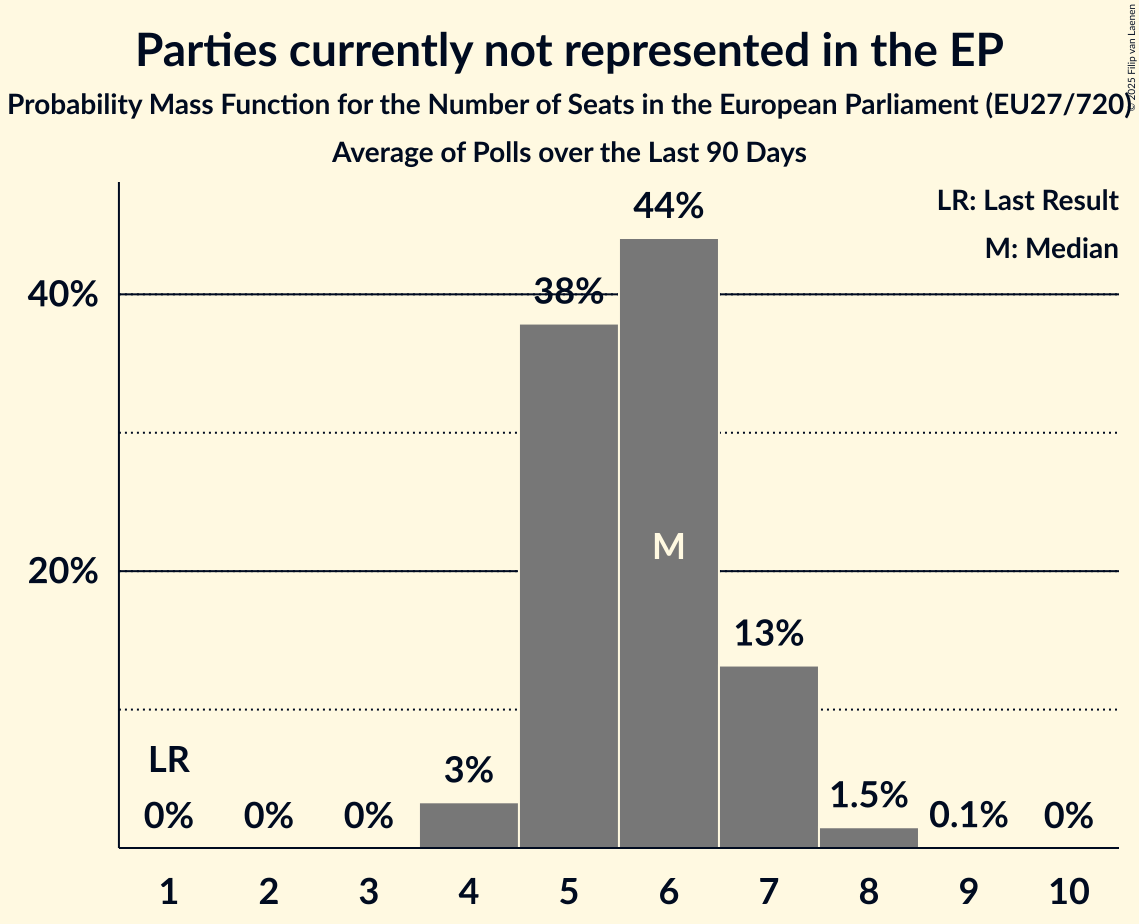 Parties currently not represented in the EP
Probability Mass Function for the Number of Seats in the European Parliament (EU27/720)
Average of Polls over the Last 90 Days
© 2025 Filip van Laenen
LR: Last Result
M: Median
44%
38%
40%
M
20%
13%
LR
3%
1.5%
0% 0% 0% 0.1% 0%
1 2 3 4 5 6 7 8 9 10